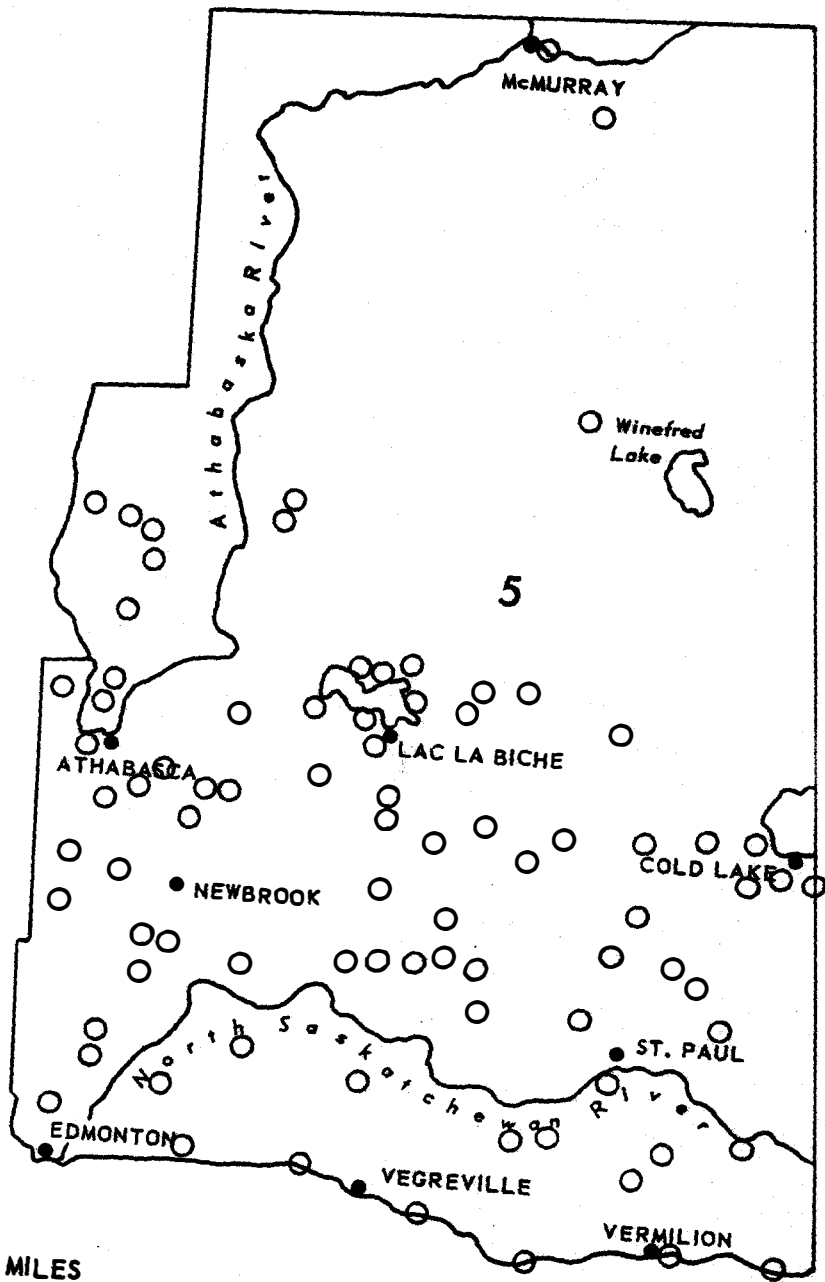 McMURRAY
Athabaska River
Winefred
Lake
5
LAC LA BICHE
ATHABASCA
COLD LAKE
NEWBROOK
North Saskatchewan River
ST. PAUL
EDMONTON
VEGREVILLE
VERMILION
MILES